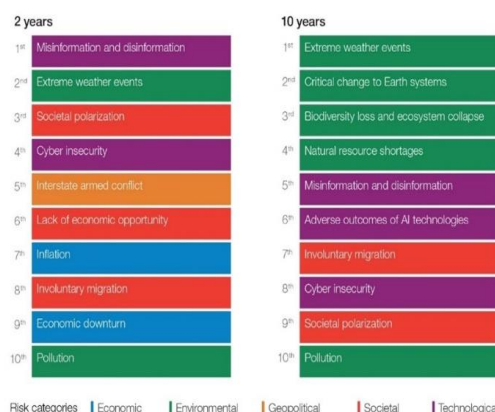 2 years
1st Misinformation and disinformation
2nd Extreme weather events
3rd Societal polarization
4th Cyber insecurity
5th Interstate armed conflict
6th Lack of economic opportunity
7th Inflation
8th Involuntary migration
9th Economic downturn
10th Pollution
10 years
1st Extreme weather events
2nd Critical change to Earth systems
3rd Biodiversity loss and ecosystem collapse
4th Natural resource shortages
5th Misinformation and disinformation
6th Adverse outcomes of AI technologies
7th Involuntary migration
8th Cyber insecurity
9th Societal polarization
10th Pollution
Risk categories Economic Environmental Geopolitical Societal Technological